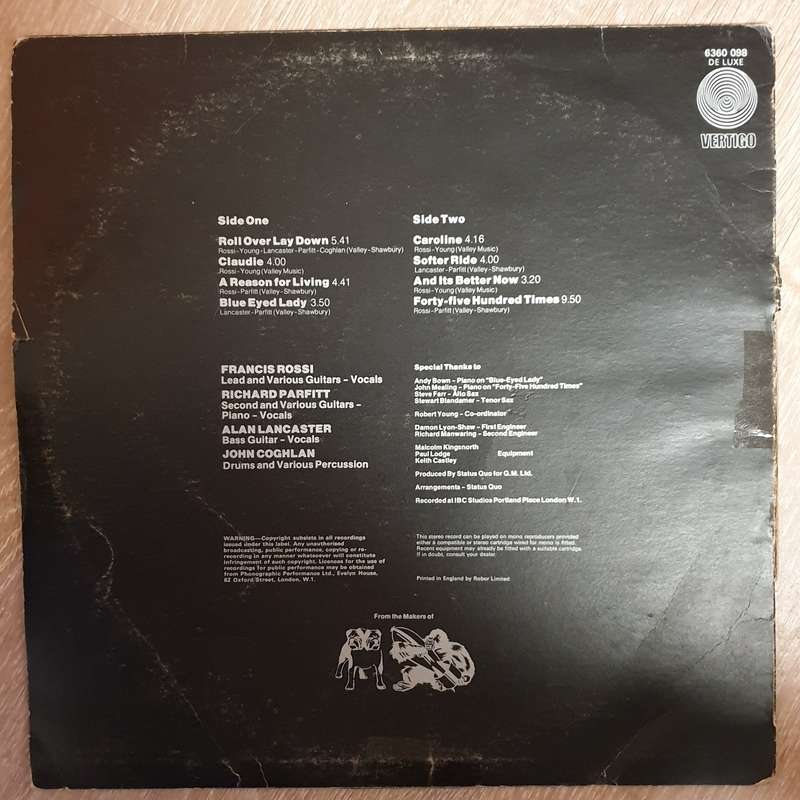 6360 098
DE LUXE
VERTIGO
Side One
Roll Over Lay Down 5.41
Rossi-Young-Lancaster-Parfitt-Coghlan (Valley-Shawbury)
Claudie 4.00
Rossi-Young (Valley Music)
A Reason for Living 4.41
Rossi-Parfitt (Valley-Shawbury)
Blue Eyed Lady 3.50
Lancaster-Parfitt (Valley-Shawbury)
Side Two
Caroline 4.16
Rossi-Young (Valley Music)
Softer Ride 4.00
Lancaster-Parfitt (Valley-Shawbury)
And Its Better Now 3.20
Rossi-Young (Valley Music)
Forty-five Hundred Times 9.50
Rossi-Parfitt (Valley-Shawbury)
FRANCIS ROSSI
Lead and Various Guitars – Vocals
RICHARD PARFITT
Second and Various Guitars –
Piano – Vocals
ALAN LANCASTER
Bass Guitar – Vocals
JOHN COGHLAN
Drums and Various Percussion
Special Thanks to
Andy Bown – Piano on "Blue-Eyed Lady"
John Mealing – Piano on "Forty-Five Hundred Times"
Steve Farr – Alto Sax
Stewart Blandamer – Tenor Sax
Robert Young – Co-ordinator
Damon Lyon-Shaw – First Engineer
Richard Manwaring – Second Engineer
Malcolm Kingsnorth
Paul Lodge Equipment
Keith Castley
Produced By Status Quo for G.M. Ltd.
Arrangements – Status Quo
Recorded at IBC Studios Portland Place London W.1.
WARNING—Copyright subsists in all recordings
issued under this label. Any unauthorised
broadcasting, public performance, copying or re-
recording in any manner whatsoever will constitute
infringement of such copyright. Licences for the use of
recordings for public performance may be obtained
from Phonographic Performance Ltd., Evelyn House,
62 Oxford Street, London, W.1.
This stereo record can be played on mono reproducers provided
either a compatible or stereo cartridge wired for mono is fitted.
Recent equipment may already be fitted with a suitable cartridge.
If in doubt, consult your dealer.
Printed in England by Robor Limited
From the Makers of